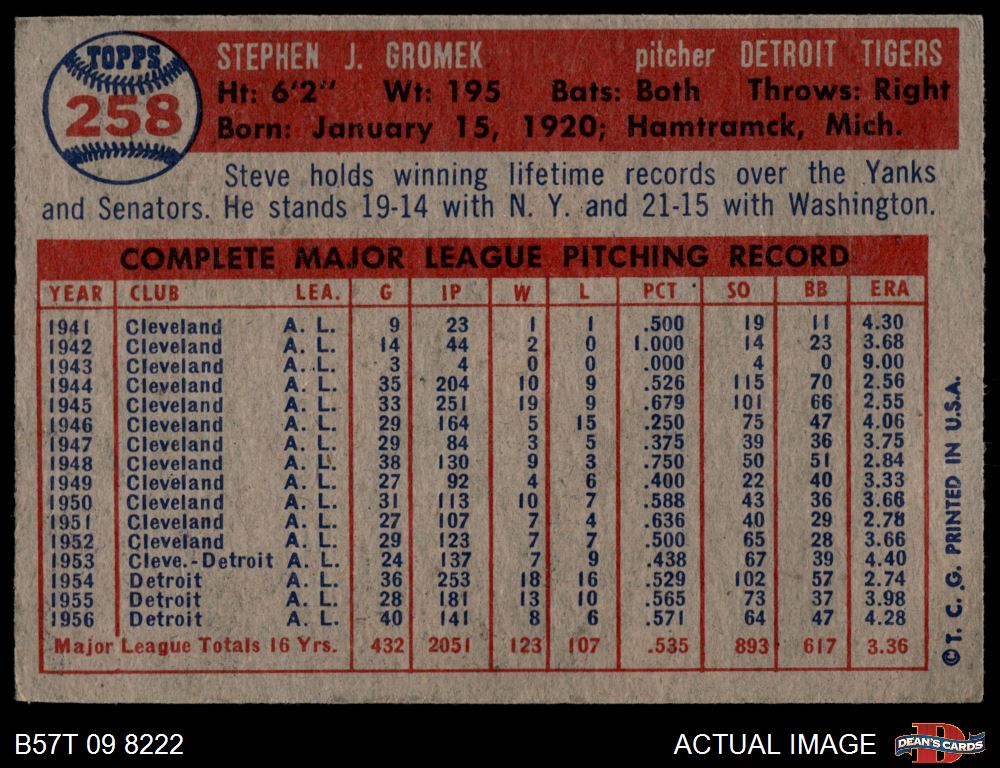 TOPPS
258
STEPHEN J. GROMEK pitcher DETROIT TIGERS
Ht: 6'2" Wt: 195 Bats: Both Throws: Right
Born: January 15, 1920; Hamtramck, Mich.
Steve holds winning lifetime records over the Yanks
and Senators. He stands 19-14 with N. Y. and 21-15 with Washington.
COMPLETE MAJOR LEAGUE PITCHING RECORD
YEAR CLUB LEA. G IP W L PCT SO BB ERA
1941 Cleveland A. L. 9 23 1 1 .500 19 11 4.30
1942 Cleveland A. L. 14 44 2 0 1.000 14 23 3.68
1943 Cleveland A. L. 3 4 0 0 .000 4 0 9.00
1944 Cleveland A. L. 35 204 10 9 .526 115 70 2.56
1945 Cleveland A. L. 33 251 19 9 .679 101 66 2.55
1946 Cleveland A. L. 29 164 5 15 .250 75 47 4.06
1947 Cleveland A. L. 29 84 3 5 .375 39 36 3.75
1948 Cleveland A. L. 38 130 9 3 .750 50 51 2.84
1949 Cleveland A. L. 27 92 4 6 .400 22 40 3.33
1950 Cleveland A. L. 31 113 10 7 .588 43 36 3.66
1951 Cleveland A. L. 27 107 7 4 .636 40 29 2.78
1952 Cleveland A. L. 29 123 7 7 .500 65 28 3.66
1953 Cleve.-Detroit A. L. 24 137 7 9 .438 67 39 4.40
1954 Detroit A. L. 36 253 18 16 .529 102 57 2.74
1955 Detroit A. L. 28 181 13 10 .565 73 37 3.98
1956 Detroit A. L. 40 141 8 6 .571 64 47 4.28
Major League Totals 16 Yrs. 432 2051 123 107 .535 893 617 3.36
©T. C. G. PRINTED IN U.S.A.
B57T 09 8222
ACTUAL IMAGE
DEAN'S CARDS